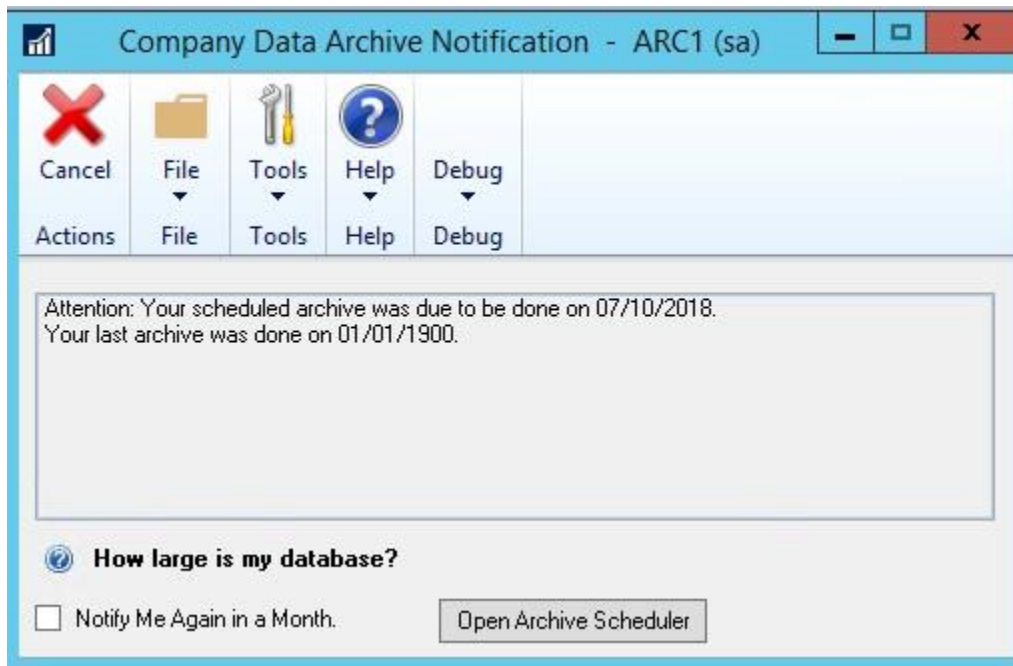 Company Data Archive Notification - ARC1 (sa)
Cancel File Tools Help Debug
Actions File Tools Help Debug
Attention: Your scheduled archive was due to be done on 07/10/2018.
Your last archive was done on 01/01/1900.
How large is my database?
Notify Me Again in a Month. Open Archive Scheduler